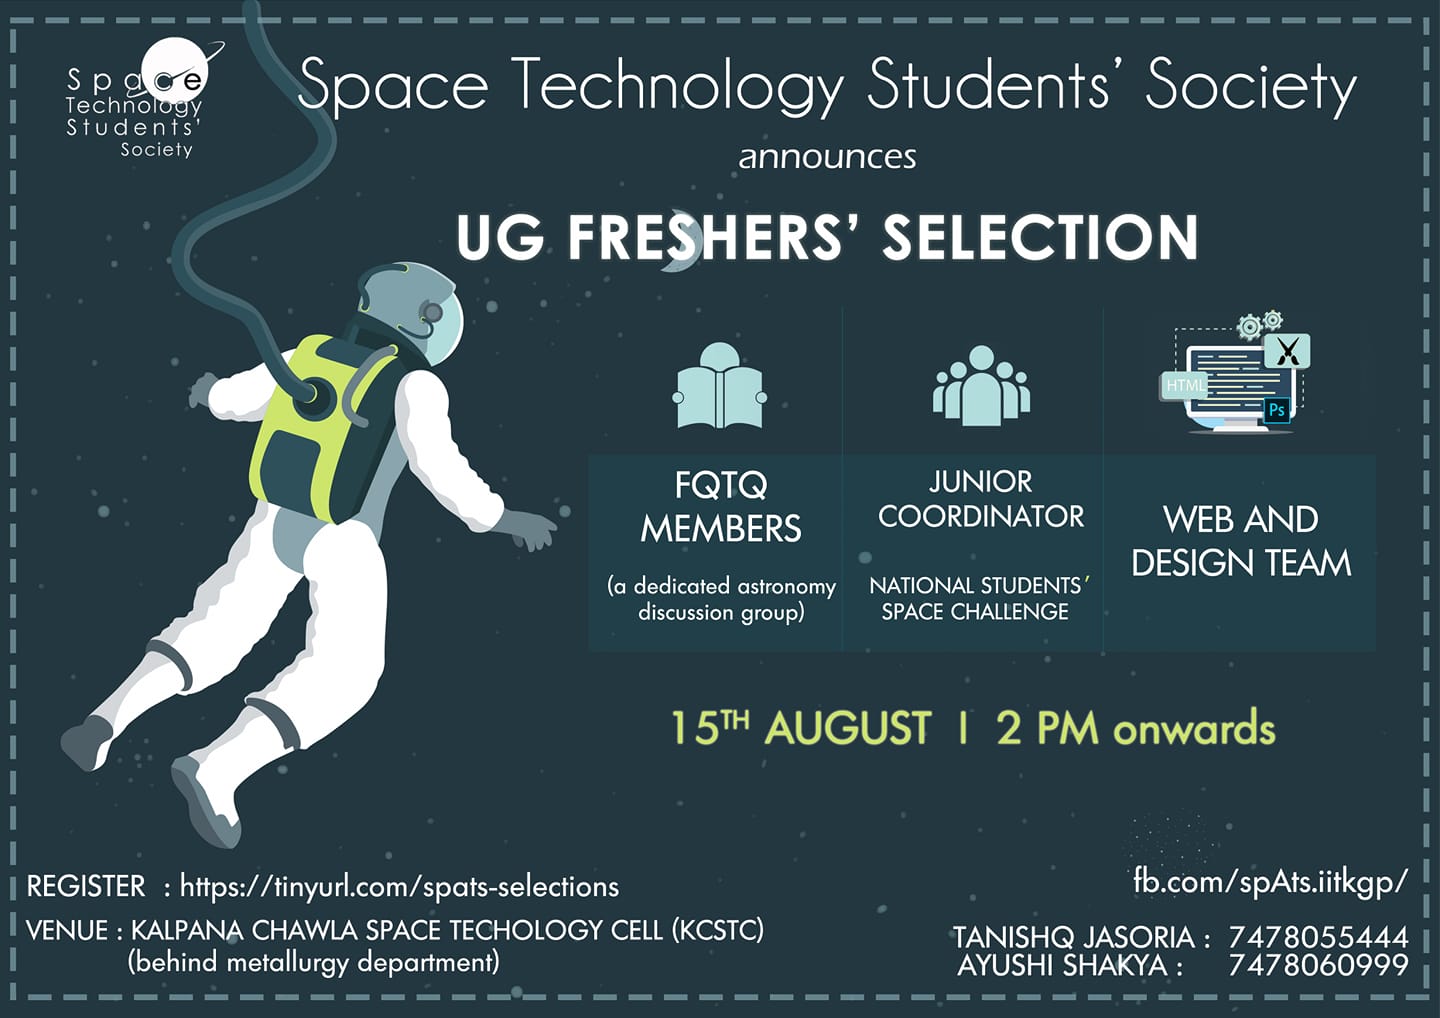 Space
Technology
Students'
Society
Space Technology Students' Society
announces
UG FRESHERS' SELECTION
HTML
Ps
FQTQ
MEMBERS
(a dedicated astronomy
discussion group)
JUNIOR
COORDINATOR
NATIONAL STUDENTS'
SPACE CHALLENGE
WEB AND
DESIGN TEAM
15TH AUGUST | 2 PM onwards
REGISTER : https://tinyurl.com/spats-selections
VENUE : KALPANA CHAWLA SPACE TECHOLOGY CELL (KCSTC)
(behind metallurgy department)
fb.com/spAts.iitkgp/
TANISHQ JASORIA : 7478055444
AYUSHI SHAKYA : 7478060999